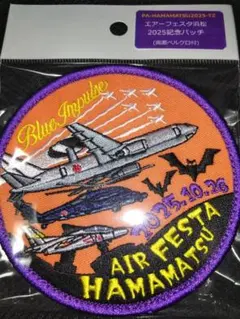 PA-HAMAMATSU2025-02
エアーフェスタ浜松
2025記念パッチ
(両面ベルクロ付)
Blue Impulse
2025.10.26
AIR FESTA
HAMAMATSU